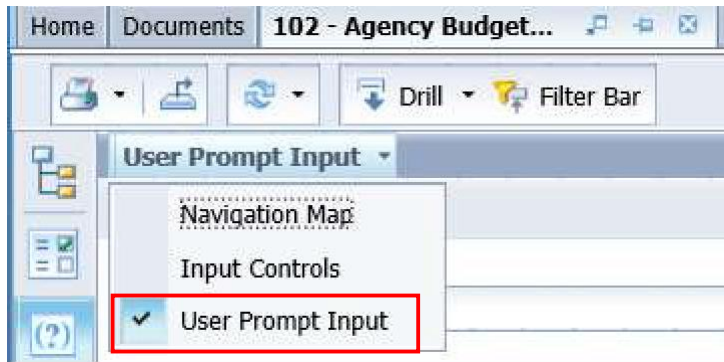 Home Documents 102 - Agency Budget...
Drill Filter Bar
User Prompt Input
Navigation Map
Input Controls
User Prompt Input
(?)